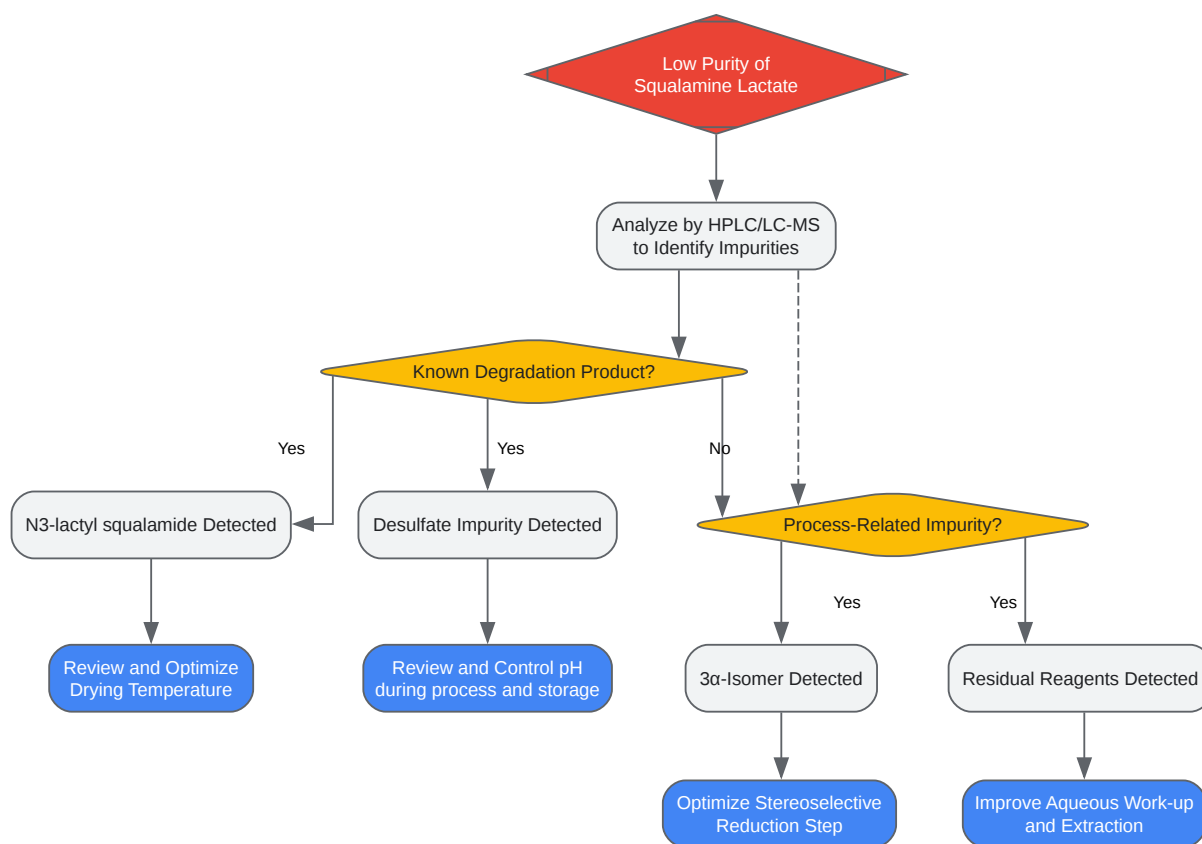 Low Purity of
Squalamine Lactate
Analyze by HPLC/LC-MS
to Identify Impurities
Known Degradation Product?
Yes
Yes
No
N3-lactyl squalamide Detected
Desulfate Impurity Detected
Process-Related Impurity?
Yes
Yes
Review and Optimize
Drying Temperature
Review and Control pH
during process and storage
3α-Isomer Detected
Residual Reagents Detected
Optimize Stereoselective
Reduction Step
Improve Aqueous Work-up
and Extraction